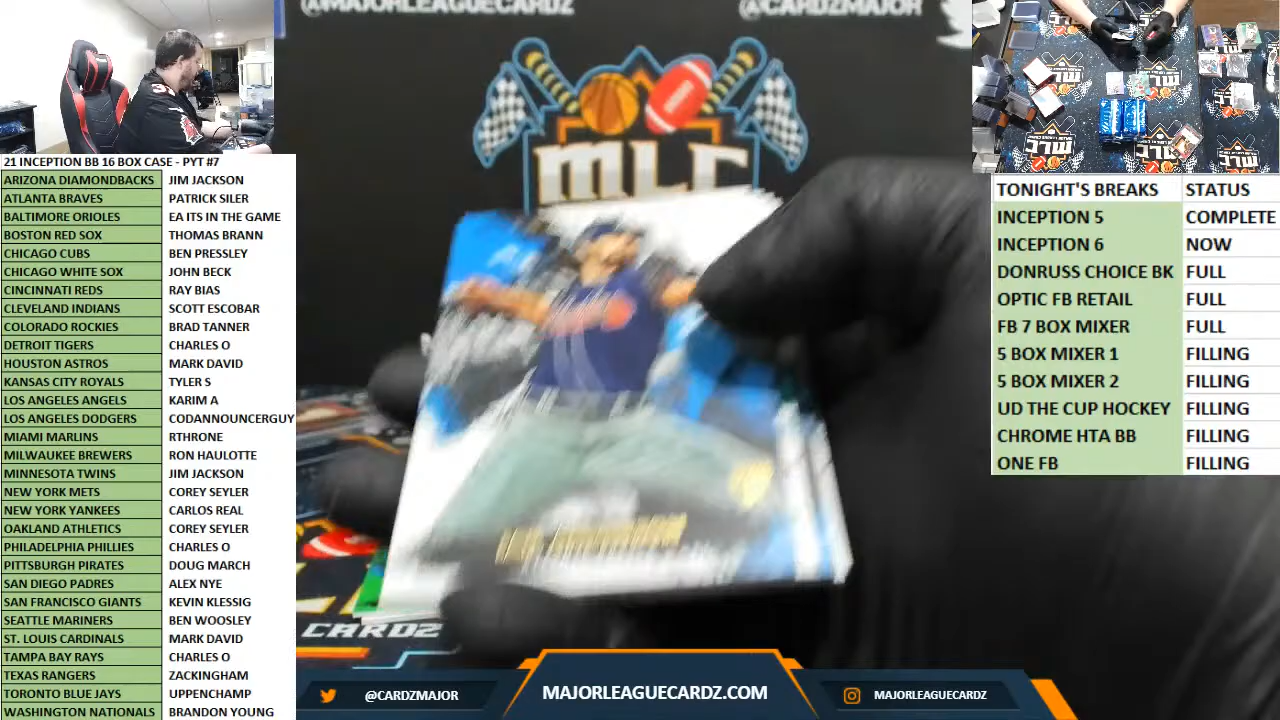 @MAJORLEAGUECARDZ
@CARDZMAJOR
MLC
21 INCEPTION BB 16 BOX CASE - PYT #7
ARIZONA DIAMONDBACKS JIM JACKSON
ATLANTA BRAVES PATRICK SILER
BALTIMORE ORIOLES EA ITS IN THE GAME
BOSTON RED SOX THOMAS BRANN
CHICAGO CUBS BEN PRESSLEY
CHICAGO WHITE SOX JOHN BECK
CINCINNATI REDS RAY BIAS
CLEVELAND INDIANS SCOTT ESCOBAR
COLORADO ROCKIES BRAD TANNER
DETROIT TIGERS CHARLES O
HOUSTON ASTROS MARK DAVID
KANSAS CITY ROYALS TYLER S
LOS ANGELES ANGELS KARIM A
LOS ANGELES DODGERS CODANNOUNCERGUY
MIAMI MARLINS RTHRONE
MILWAUKEE BREWERS RON HAULOTTE
MINNESOTA TWINS JIM JACKSON
NEW YORK METS COREY SEYLER
NEW YORK YANKEES CARLOS REAL
OAKLAND ATHLETICS COREY SEYLER
PHILADELPHIA PHILLIES CHARLES O
PITTSBURGH PIRATES DOUG MARCH
SAN DIEGO PADRES ALEX NYE
SAN FRANCISCO GIANTS KEVIN KLESSIG
SEATTLE MARINERS BEN WOOSLEY
ST. LOUIS CARDINALS MARK DAVID
TAMPA BAY RAYS CHARLES O
TEXAS RANGERS ZACKINGHAM
TORONTO BLUE JAYS UPPENCHAMP
WASHINGTON NATIONALS BRANDON YOUNG
TONIGHT'S BREAKS STATUS
INCEPTION 5 COMPLETE
INCEPTION 6 NOW
DONRUSS CHOICE BK FULL
OPTIC FB RETAIL FULL
FB 7 BOX MIXER FULL
5 BOX MIXER 1 FILLING
5 BOX MIXER 2 FILLING
UD THE CUP HOCKEY FILLING
CHROME HTA BB FILLING
ONE FB FILLING
CARDZ
@CARDZMAJOR
MAJORLEAGUECARDZ.COM
MAJORLEAGUECARDZ